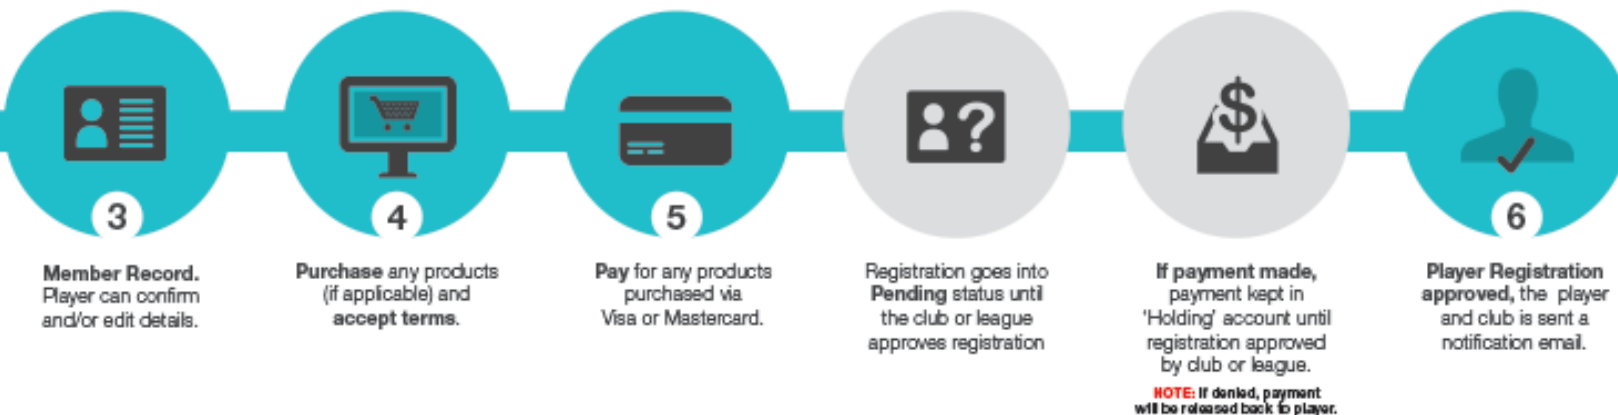 3
Member Record.
Player can confirm
and/or edit details.
4
Purchase any products
(if applicable) and
accept terms.
5
Pay for any products
purchased via
Visa or Mastercard.
?
Registration goes into
Pending status until
the club or league
approves registration
$
If payment made,
payment kept in
'Holding' account until
registration approved
by club or league.
NOTE: If denied, payment
will be released back to player.
6
Player Registration
approved, the player
and club is sent a
notification email.